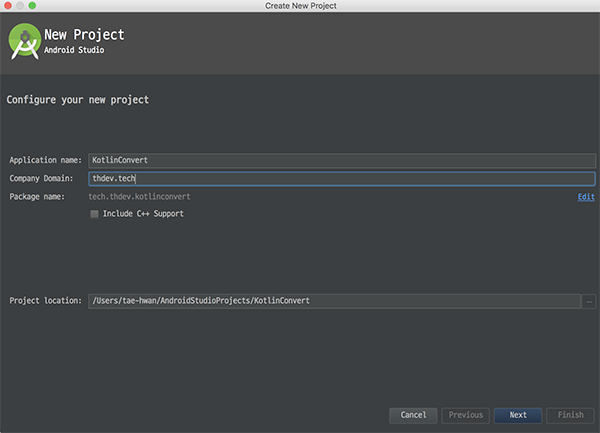 Create New Project
New Project
Android Studio
Configure your new project
Application name: KotlinConvert
Company Domain: thdev.tech
Package name: tech.thdev.kotlinconvert Edit
Include C++ Support
Project location: /Users/tae-hwan/AndroidStudioProjects/KotlinConvert ...
Cancel Previous Next Finish